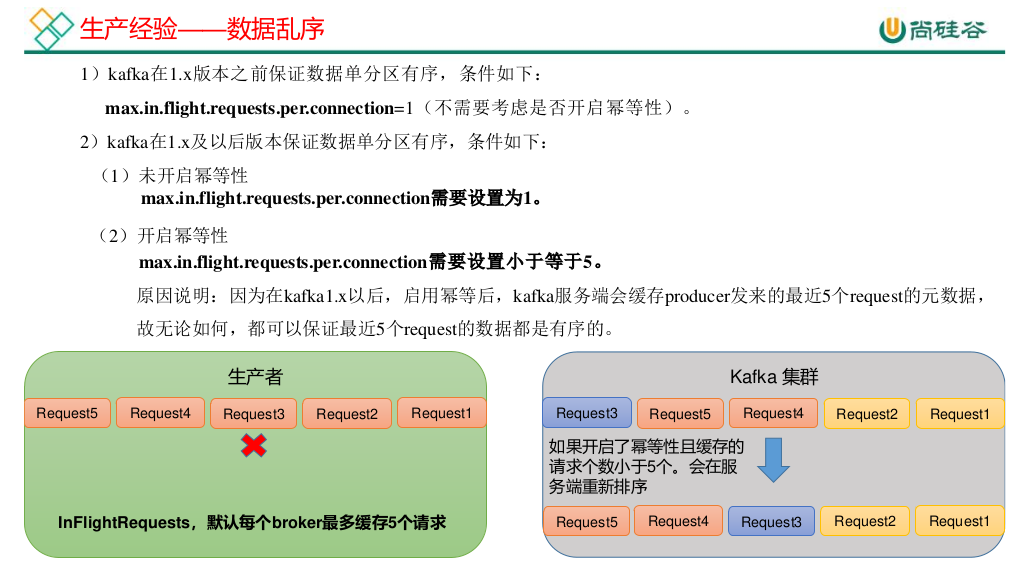 生产经验——数据乱序
尚硅谷
1）kafka在1.x版本之前保证数据单分区有序，条件如下：
max.in.flight.requests.per.connection=1（不需要考虑是否开启幂等性）。
2）kafka在1.x及以后版本保证数据单分区有序，条件如下：
（1）未开启幂等性
max.in.flight.requests.per.connection需要设置为1。
（2）开启幂等性
max.in.flight.requests.per.connection需要设置小于等于5。
原因说明：因为在kafka1.x以后，启用幂等后，kafka服务端会缓存producer发来的最近5个request的元数据，
故无论如何，都可以保证最近5个request的数据都是有序的。
生产者
Request5 Request4 Request3 Request2 Request1
InFlightRequests，默认每个broker最多缓存5个请求
Kafka 集群
Request3 Request5 Request4 Request2 Request1
如果开启了幂等性且缓存的
请求个数小于5个。会在服
务端重新排序
Request5 Request4 Request3 Request2 Request1